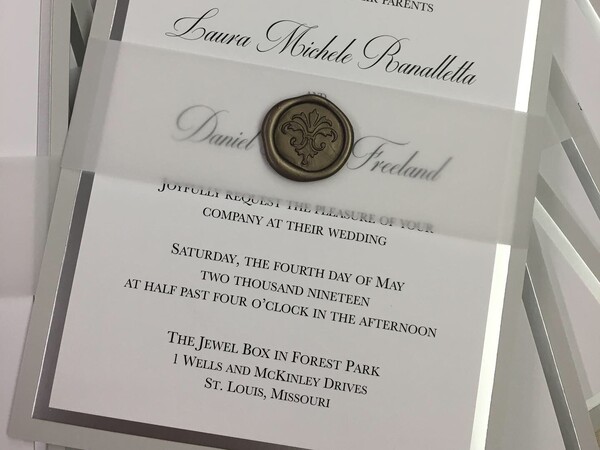 PARENTS
Laura Michele Ranalletta
Daniel Freeland
JOYFULLY REQUEST THE PLEASURE OF YOUR
COMPANY AT THEIR WEDDING
SATURDAY, THE FOURTH DAY OF MAY
TWO THOUSAND NINETEEN
AT HALF PAST FOUR O'CLOCK IN THE AFTERNOON
THE JEWEL BOX IN FOREST PARK
1 WELLS AND MCKINLEY DRIVES
ST. LOUIS, MISSOURI